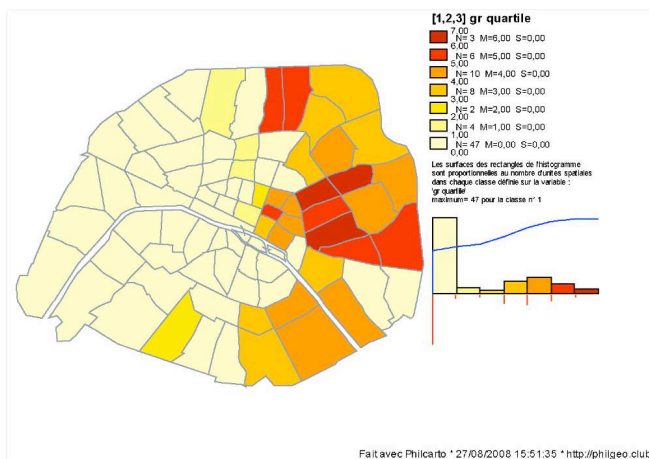 [1,2,3] gr quartile
7,00
N= 3 M=6,00 S=0,00
6,00
N= 6 M=5,00 S=0,00
5,00
N= 10 M=4,00 S=0,00
4,00
N= 8 M=3,00 S=0,00
3,00
N= 2 M=2,00 S=0,00
2,00
N= 4 M=1,00 S=0,00
1,00
N= 47 M=0,00 S=0,00
0,00
Les surfaces des rectangles de l'histogramme
sont proportionnelles au nombre d'unites spatiales
dans chaque classe définie sur la variable :
'gr quartile'
maximum= 47 pour la classe n° 1
Fait avec Philcarto * 27/08/2008 15:51:35 * http://philgeo.club